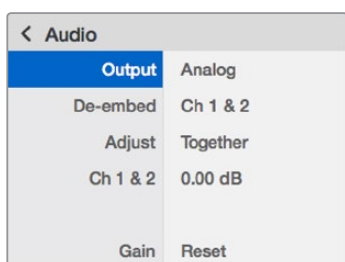 < Audio
Output Analog
De-embed Ch 1 & 2
Adjust Together
Ch 1 & 2 0.00 dB
Gain Reset